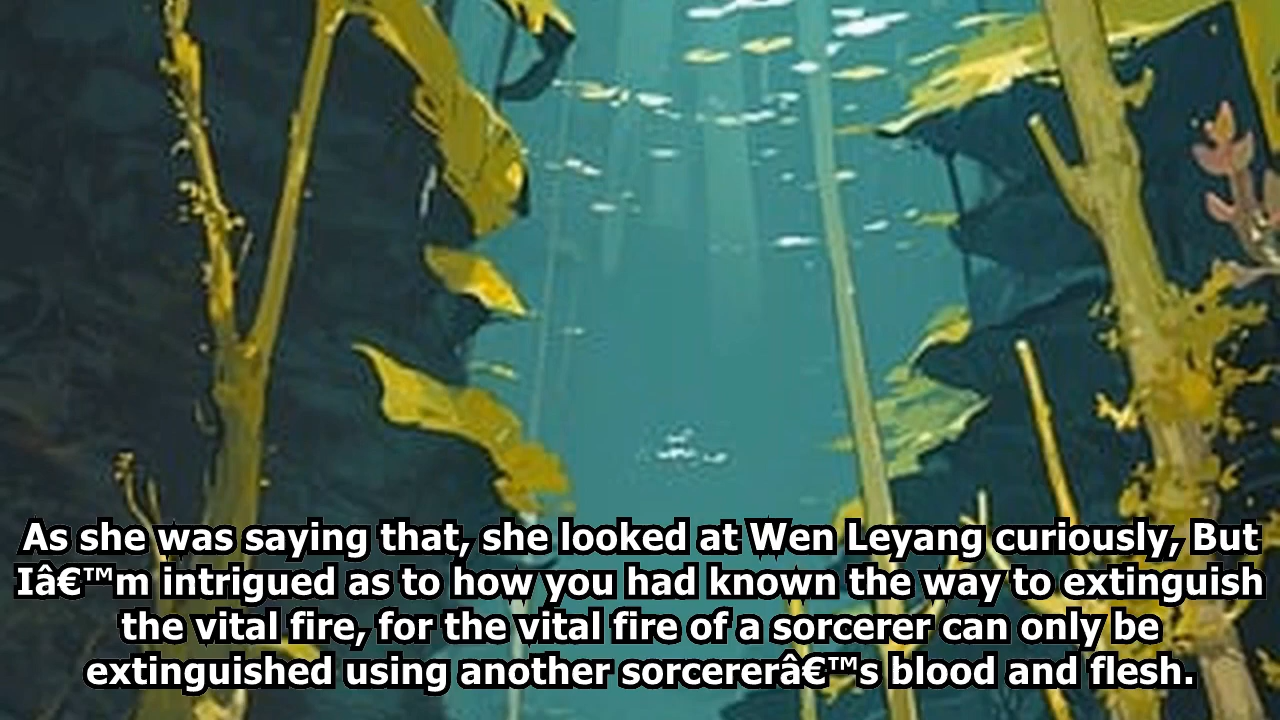 As she was saying that, she looked at Wen Leyang curiously, But
Iâ€™m intrigued as to how you had known the way to extinguish
the vital fire, for the vital fire of a sorcerer can only be
extinguished using another sorcererâ€™s blood and flesh.